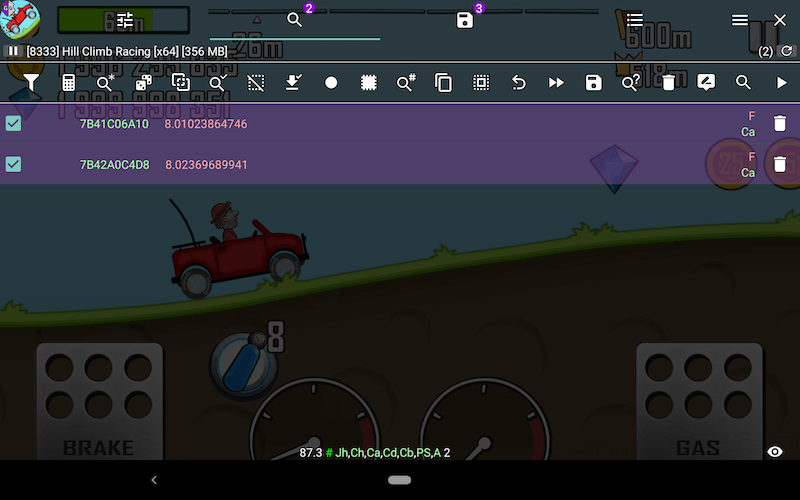 2
3
[8333] Hill Climb Racing [x64] [356 MB]
(2)
600m
7B41C06A10 8.01023864746
F
Ca
7B42A0C4D8 8.02369689941
F
Ca
8
BRAKE
GAS
87.3 # Jh,Ch,Ca,Cd,Cb,PS,A 2